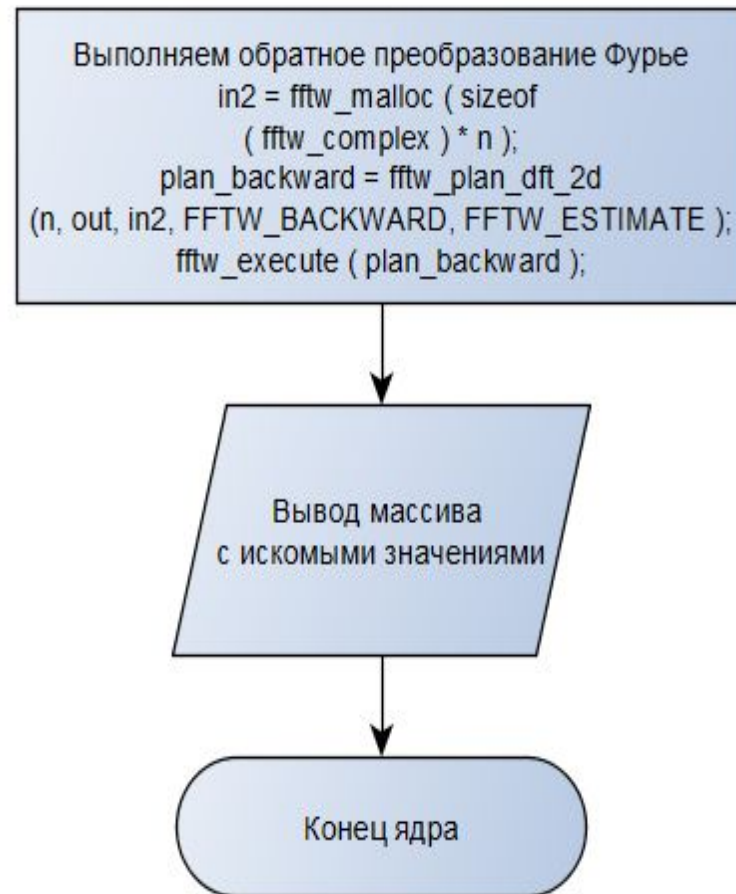 Выполняем обратное преобразование Фурье
in2 = fftw_malloc ( sizeof
( fftw_complex ) * n );
plan_backward = fftw_plan_dft_2d
(n, out, in2, FFTW_BACKWARD, FFTW_ESTIMATE );
fftw_execute ( plan_backward );
Вывод массива
с искомыми значениями
Конец ядра